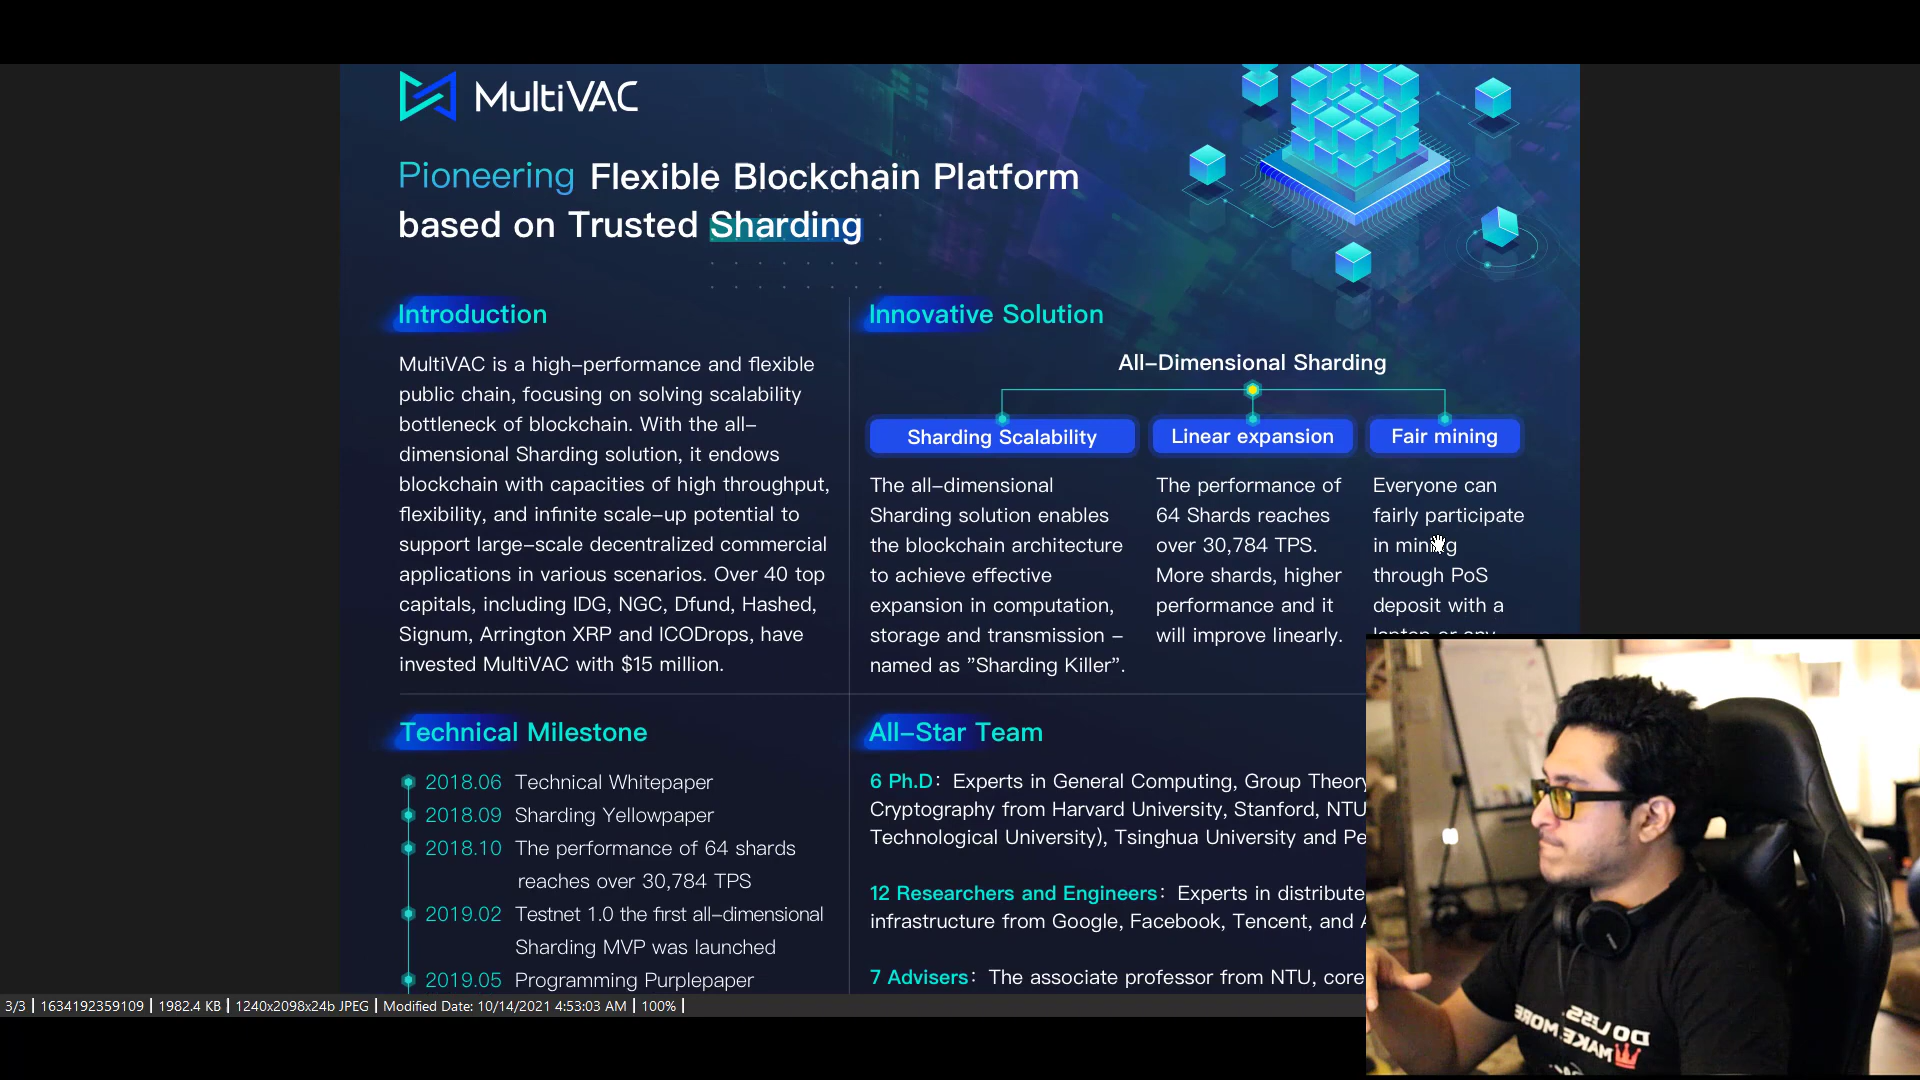 MultiVAC
Pioneering Flexible Blockchain Platform
based on Trusted Sharding
Introduction
MultiVAC is a high-performance and flexible
public chain, focusing on solving scalability
bottleneck of blockchain. With the all-
dimensional Sharding solution, it endows
blockchain with capacities of high throughput,
flexibility, and infinite scale-up potential to
support large-scale decentralized commercial
applications in various scenarios. Over 40 top
capitals, including IDG, NGC, Dfund, Hashed,
Signum, Arrington XRP and ICODrops, have
invested MultiVAC with $15 million.
Innovative Solution
All-Dimensional Sharding
Sharding Scalability
The all-dimensional
Sharding solution enables
the blockchain architecture
to achieve effective
expansion in computation,
storage and transmission -
named as "Sharding Killer".
Linear expansion
The performance of
64 Shards reaches
over 30,784 TPS.
More shards, higher
performance and it
will improve linearly.
Fair mining
Everyone can
fairly participate
in mining
through PoS
deposit with a
Technical Milestone
2018.06 Technical Whitepaper
2018.09 Sharding Yellowpaper
2018.10 The performance of 64 shards
reaches over 30,784 TPS
2019.02 Testnet 1.0 the first all-dimensional
Sharding MVP was launched
2019.05 Programming Purplepaper
All-Star Team
6 Ph.D: Experts in General Computing, Group Theory
Cryptography from Harvard University, Stanford, NTU
Technological University), Tsinghua University and Pe
12 Researchers and Engineers: Experts in distribute
infrastructure from Google, Facebook, Tencent, and A
7 Advisers: The associate professor from NTU, core
3/3 | 1634192359109 | 1982.4 KB | 1240x2098x24b JPEG | Modified Date: 10/14/2021 4:53:03 AM | 100% |
DO LESS
MAKE MORE